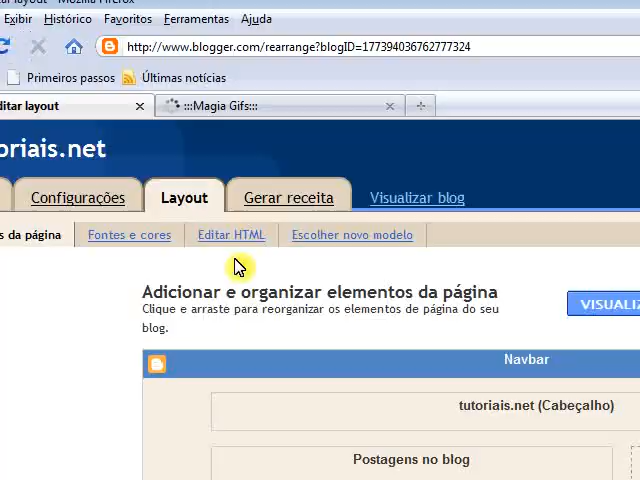 Exibir Histórico Favoritos Ferramentas Ajuda
http://www.blogger.com/rearrange?blogID=177394036762777324
Primeiros passos Últimas notícias
ditar layout :::Magia Gifs:::
oriais.net
Configurações Layout Gerar receita Visualizar blog
s da página Fontes e cores Editar HTML Escolher novo modelo
Adicionar e organizar elementos da página
Clique e arraste para reorganizar os elementos de página do seu
blog.
VISUALIZ
Navbar
tutoriais.net (Cabeçalho)
Postagens no blog